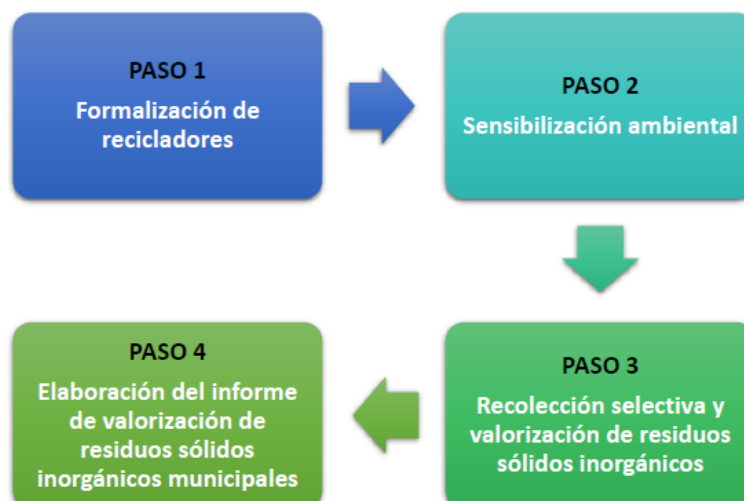 PASO 1
Formalización de
recicladores
PASO 2
Sensibilización ambiental
PASO 3
Recolección selectiva y
valorización de residuos
sólidos inorgánicos
PASO 4
Elaboración del informe
de valorización de
residuos sólidos
inorgánicos municipales